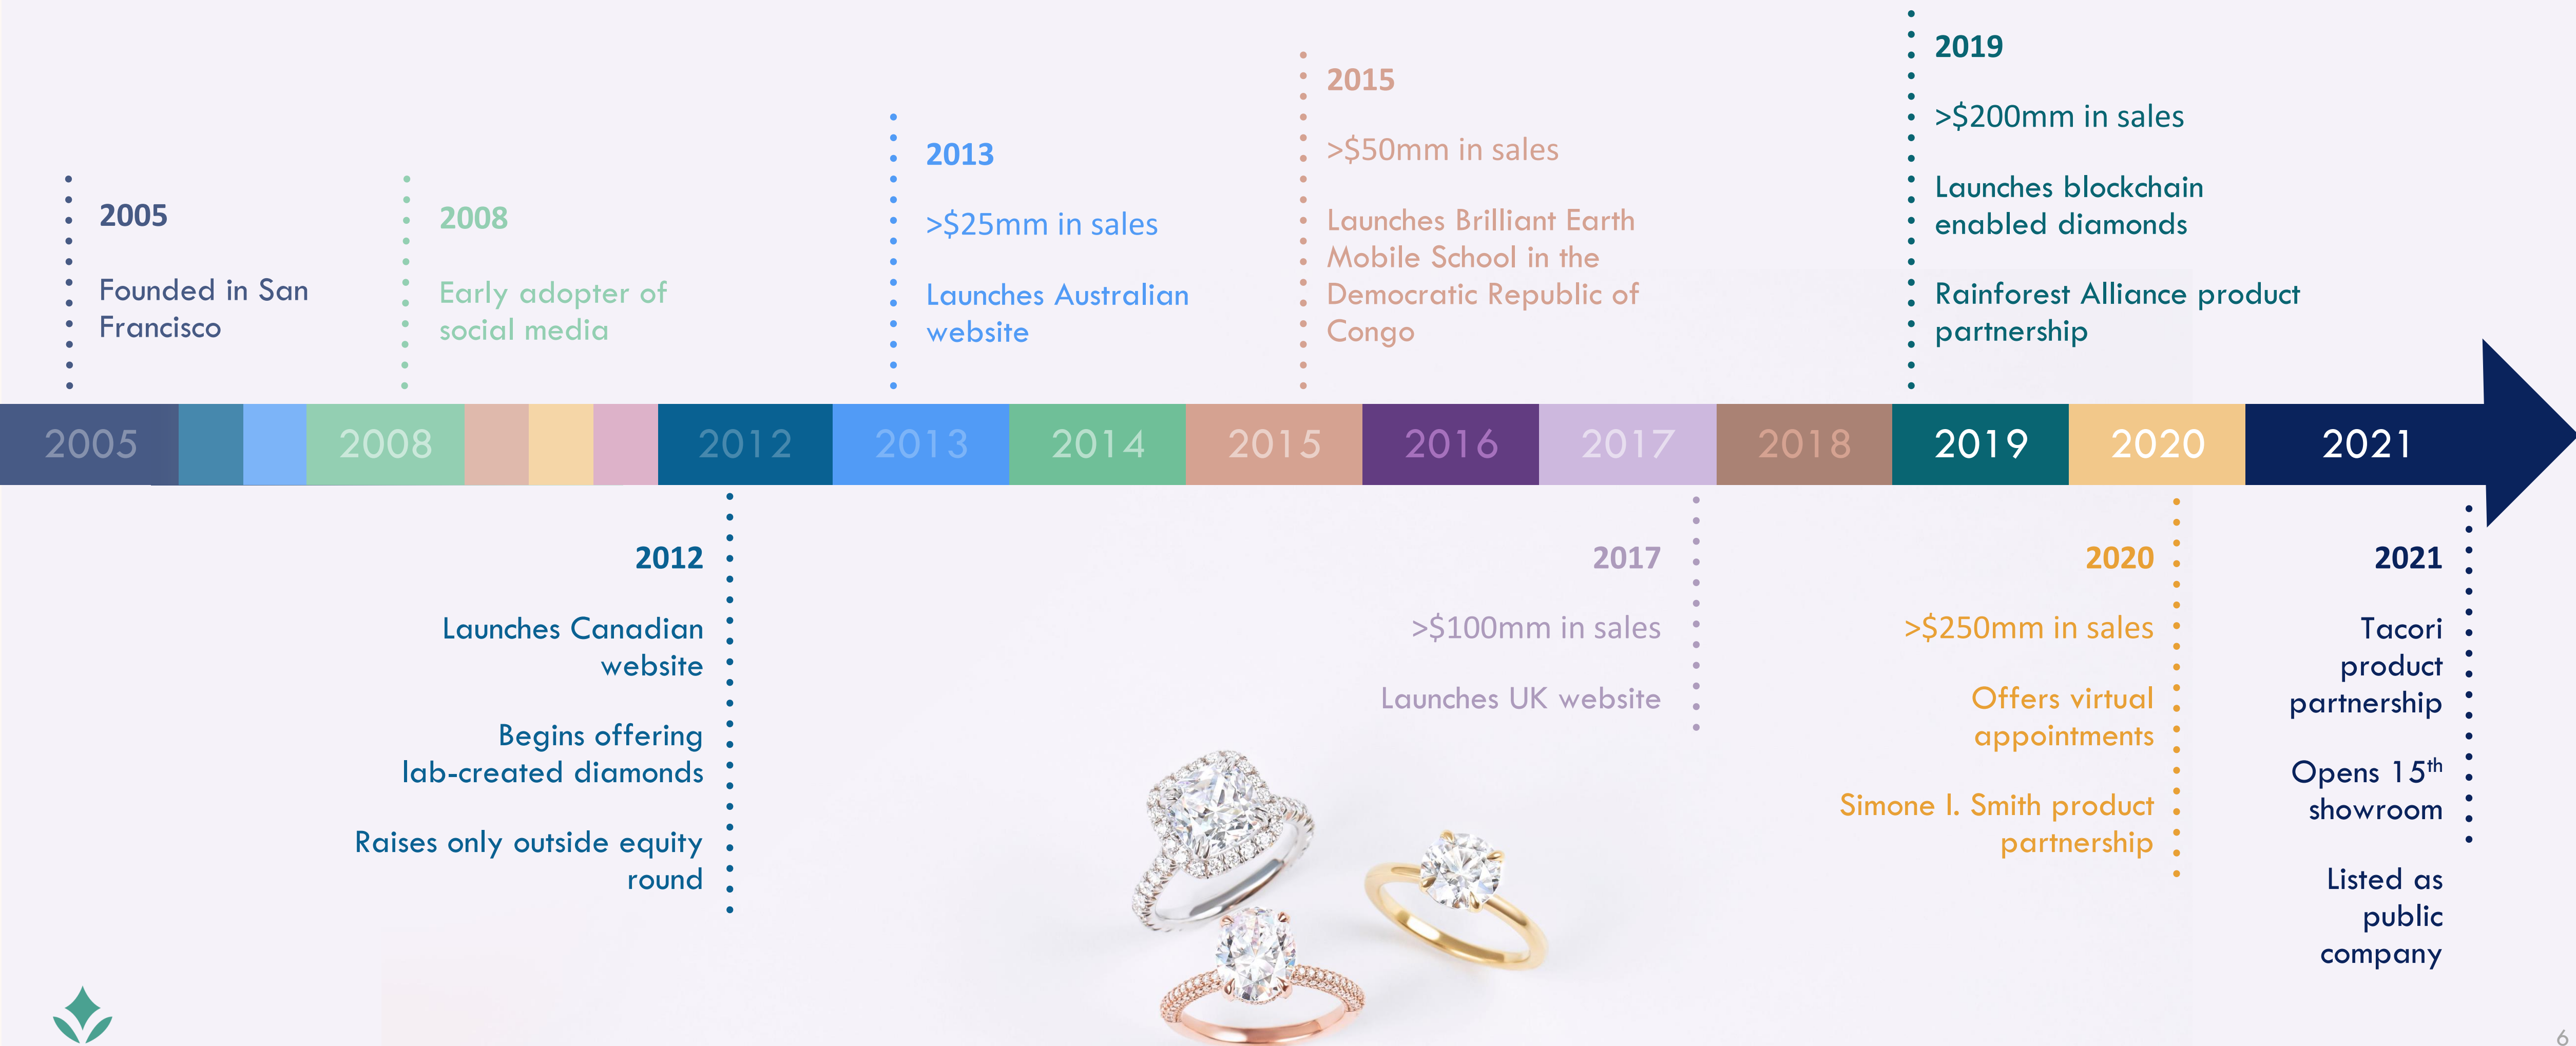 2005
Founded in San
Francisco
2008
Early adopter of
social media
2013
>$25mm in sales
Launches Australian
website
2015
>$50mm in sales
Launches Brilliant Earth
Mobile School in the
Democratic Republic of
Congo
2019
>$200mm in sales
Launches blockchain
enabled diamonds
Rainforest Alliance product
partnership
2005 2008 2012 2013 2014 2015 2016 2017 2018 2019 2020 2021
2012
Launches Canadian
website
Begins offering
lab-created diamonds
Raises only outside equity
round
2017
>$100mm in sales
Launches UK website
2020
>$250mm in sales
Offers virtual
appointments
Simone I. Smith product
partnership
2021
Tacori
product
partnership
Opens 15th
showroom
Listed as
public
company
6